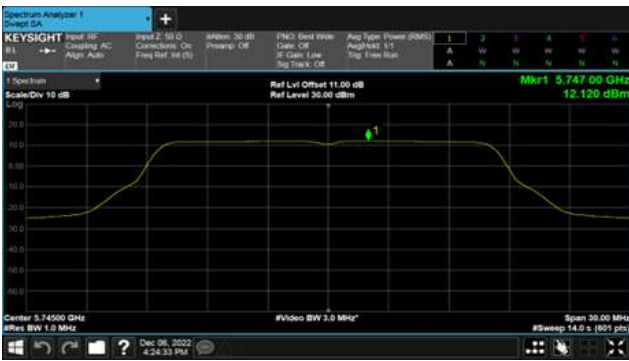 Spectrum Analyzer 1
Swept SA
+
KEYSIGHT Input: RF Input Z: 50 Ω #Atten: 30 dB PNO: Best Wide Avg Type: Power (RMS) 1 2 3 4 5 6
RL Coupling: AC Corrections: On Preamp: Off Gate: Off Avg|Hold: 1/1 A W W W W W
Align: Auto Freq Ref: Int (S) IF Gain: Low Trig: Free Run
Sig Track: Off A N N N N N
1 Spectrum Mkr1 5.747 00 GHz
Ref Lvl Offset 11.00 dB
Scale/Div 10 dB Ref Level 30.00 dBm 12.120 dBm
Log
20.0
1
10.0
0.00
-10.0
-20.0
-30.0
-40.0
-50.0
-60.0
Center 5.74500 GHz #Video BW 3.0 MHz* Span 30.00 MHz
#Res BW 1.0 MHz #Sweep 14.0 s (601 pts)
? Dec 06, 2022
4:24:33 PM